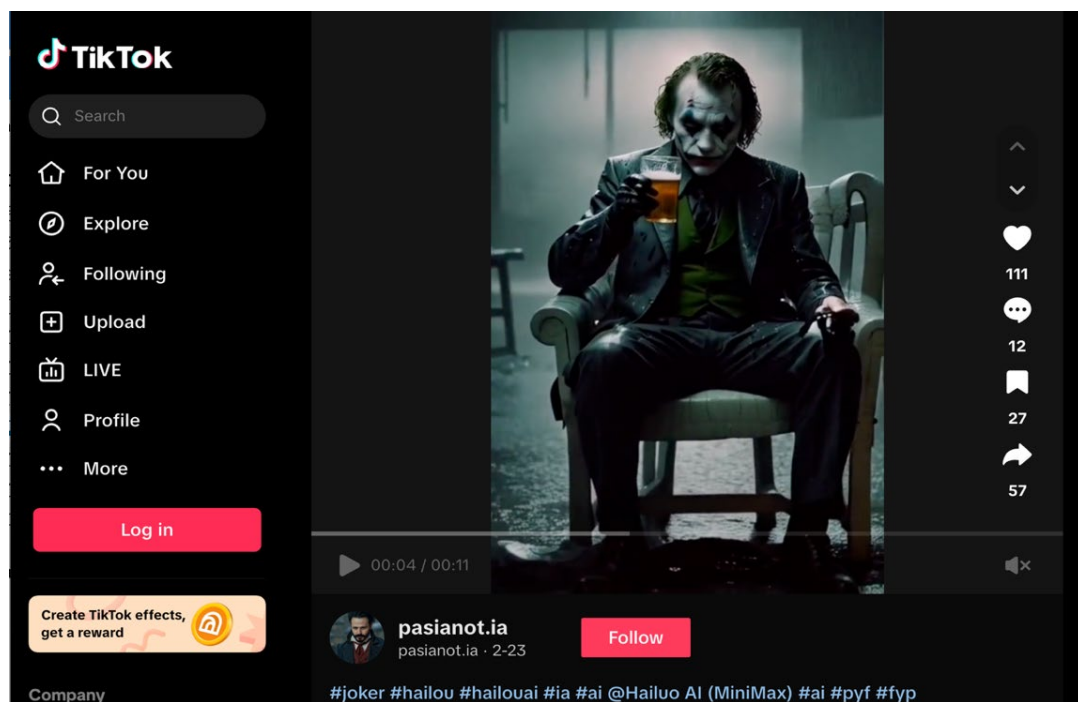 TikTok
Search
For You
Explore
Following
Upload
LIVE
Profile
More
Log in
Create TikTok effects,
get a reward
Company
111
12
27
57
00:04 / 00:11
pasianot.ia
pasianot.ia · 2-23
Follow
#joker #hailou #hailouai #ia #ai @Hailuo AI (MiniMax) #ai #pyf #fyp